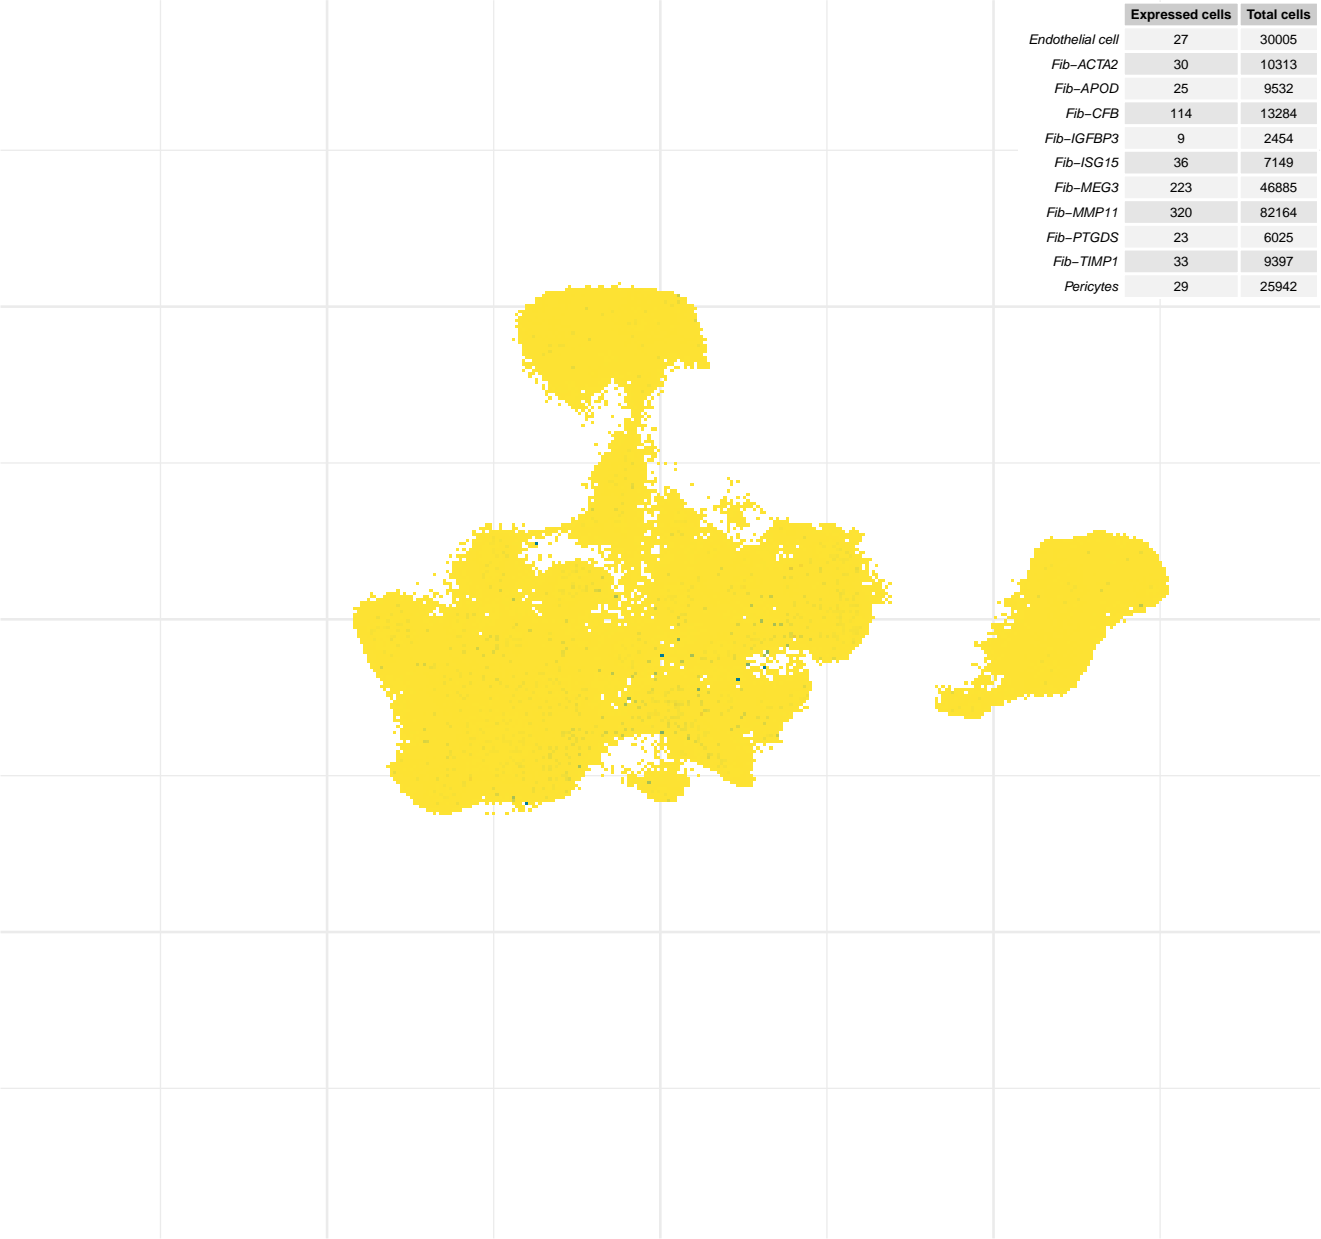 Expressed cells Total cells
Endothelial cell 27 30005
Fib−ACTA2 30 10313
Fib−APOD 25 9532
Fib−CFB 114 13284
Fib−IGFBP3 9 2454
Fib−ISG15 36 7149
Fib−MEG3 223 46885
Fib−MMP11 320 82164
Fib−PTGDS 23 6025
Fib−TIMP1 33 9397
Pericytes 29 25942